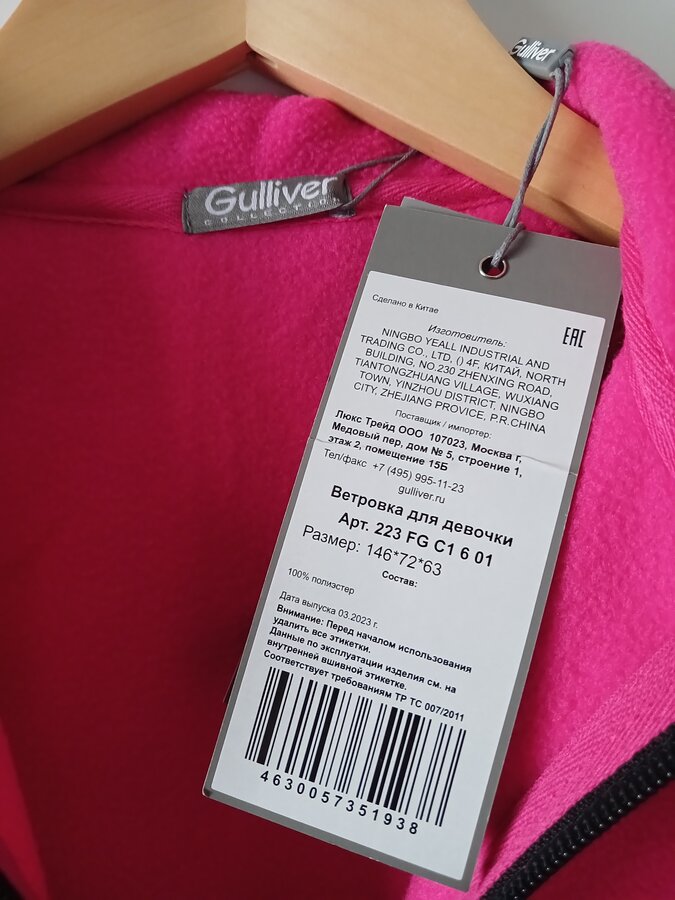 Gulliver
Gulliver
COLLECTION
Сделано в Китае
EAC
Изготовитель:
NINGBO YEALL INDUSTRIAL AND
TRADING CO., LTD, () 4F, КИТАЙ, NORTH
BUILDING, NO.230 ZHENXING ROAD,
TIANTONGZHUANG VILLAGE, WUXIANG
TOWN, YINZHOU DISTRICT, NINGBO
CITY, ZHEJIANG PROVICE, P.R.CHINA
Поставщик / импортер:
Люкс Трейд ООО 107023, Москва г,
Медовый пер, дом № 5, строение 1,
этаж 2, помещение 15Б
Тел/факс +7 (495) 995-11-23
gulliver.ru
Ветровка для девочки
Арт. 223 FG C1 6 01
Размер: 146*72*63
Состав:
100% полиэстер
Дата выпуска 03.2023 г.
Внимание: Перед началом использования
удалить все этикетки.
Данные по эксплуатации изделия см. на
внутренней вшивной этикетке.
Соответствует требованиям ТР ТС 007/2011
4630057351938